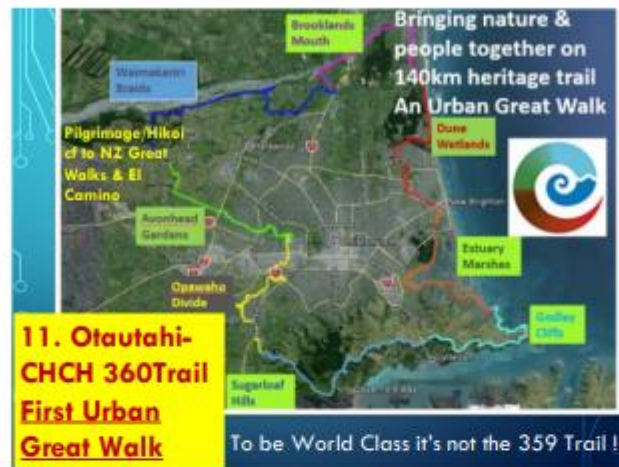 Brooklands
Mouth
Bringing nature &
people together on
140km heritage trail
An Urban Great Walk
Waimakariri
Braids
Dune
Wetlands
Pilgrimage/Hikoi
cf to NZ Great
Walks & El
Camino
New Brighton
Avonhead
Gardens
Estuary
Marshes
Opawaho
Divide
Godley
Cliffs
11. Otautahi-
CHCH 360Trail
First Urban
Great Walk
Sugarloaf
Hills
To be World Class it's not the 359 Trail !